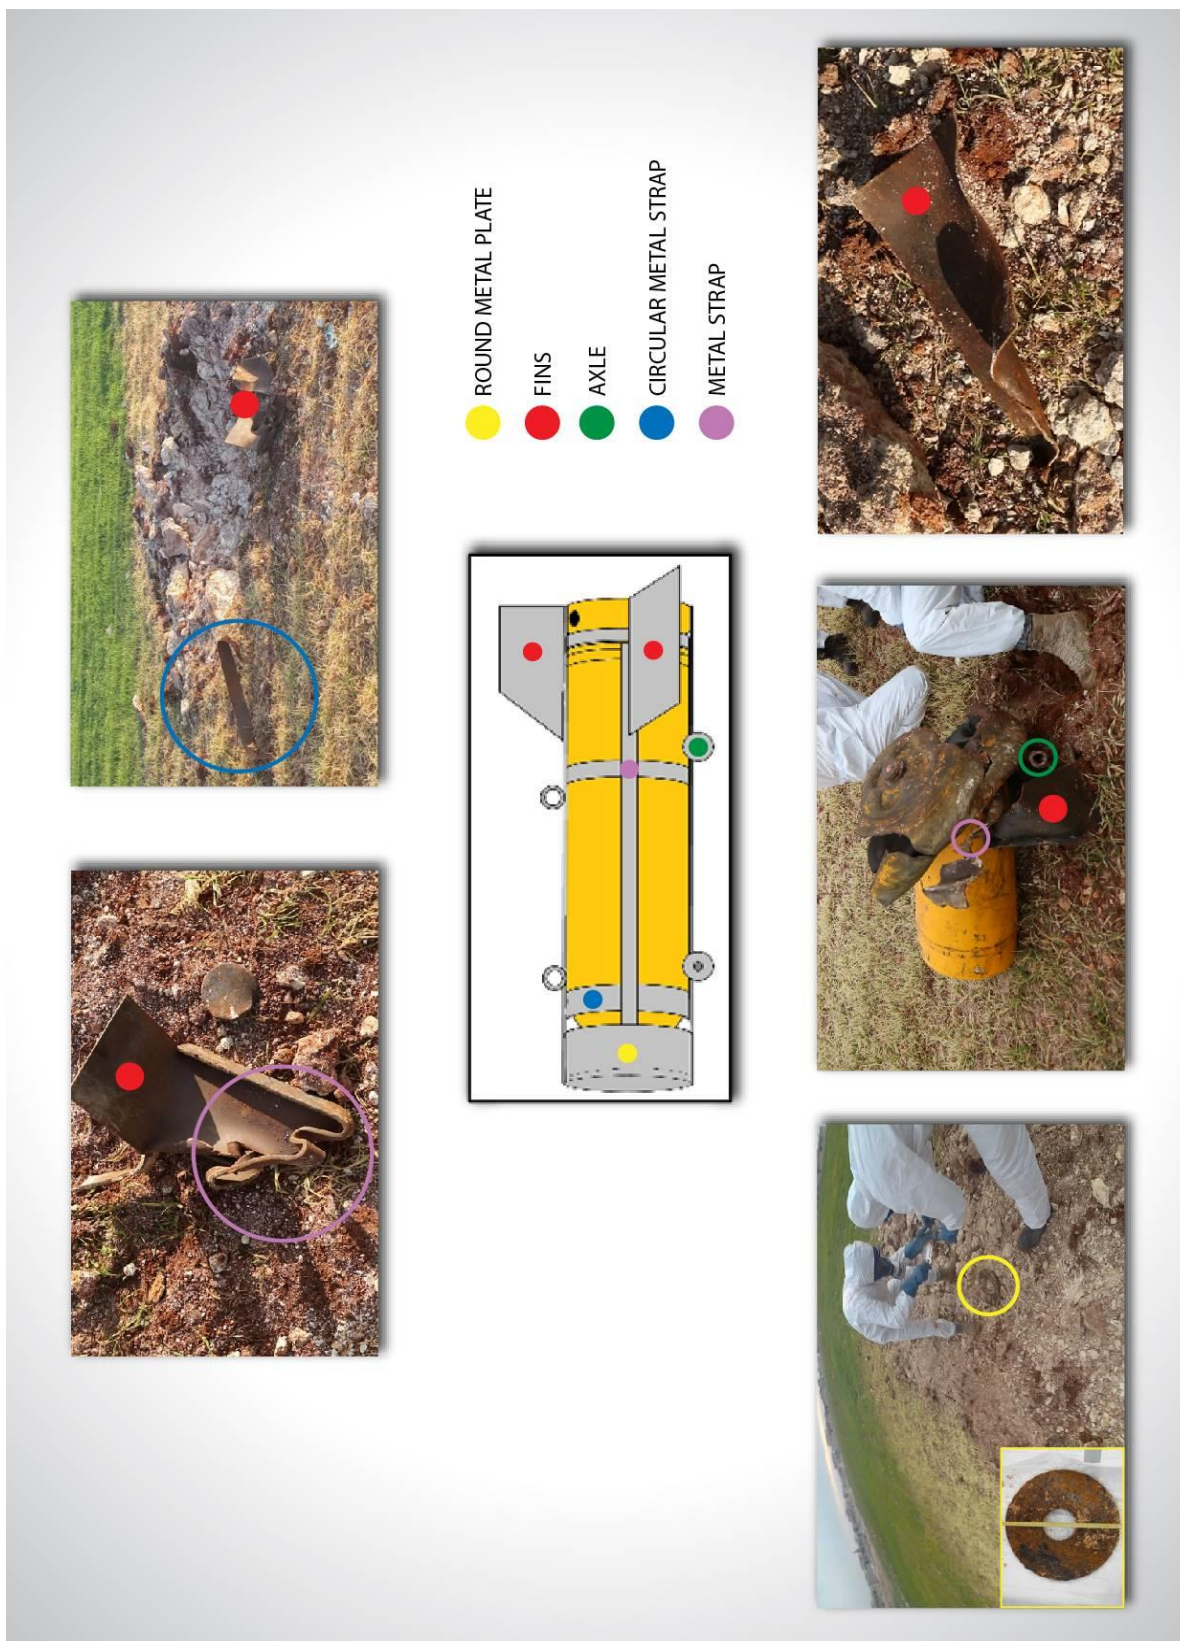 ROUND METAL PLATE
FINS
AXLE
CIRCULAR METAL STRAP
METAL STRAP